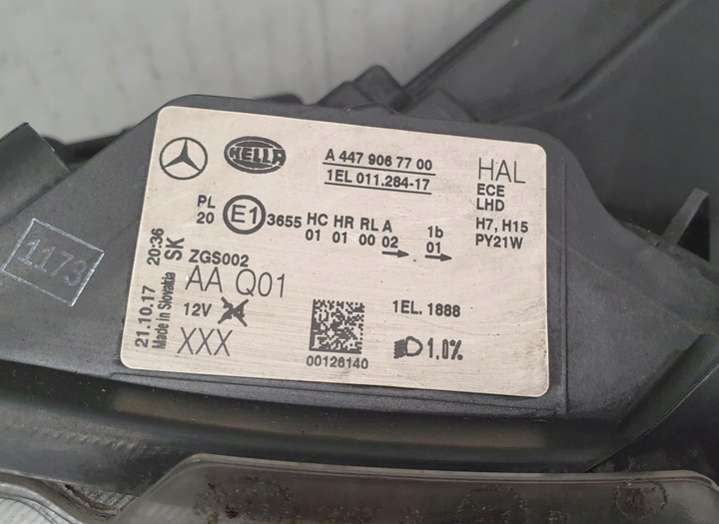 HELLA
A 447 906 77 00
1EL 011.284-17
HAL
ECE
LHD
H7, H15
PY21W
PL
20
E1
3655
HC HR RL A
01 01 00 02
1b
01
ZGS002
AA Q01
12V 24
XXX
21.10.17 20:36
Made in Slovakia SK
00126140
1EL. 1888
1,0%
1173